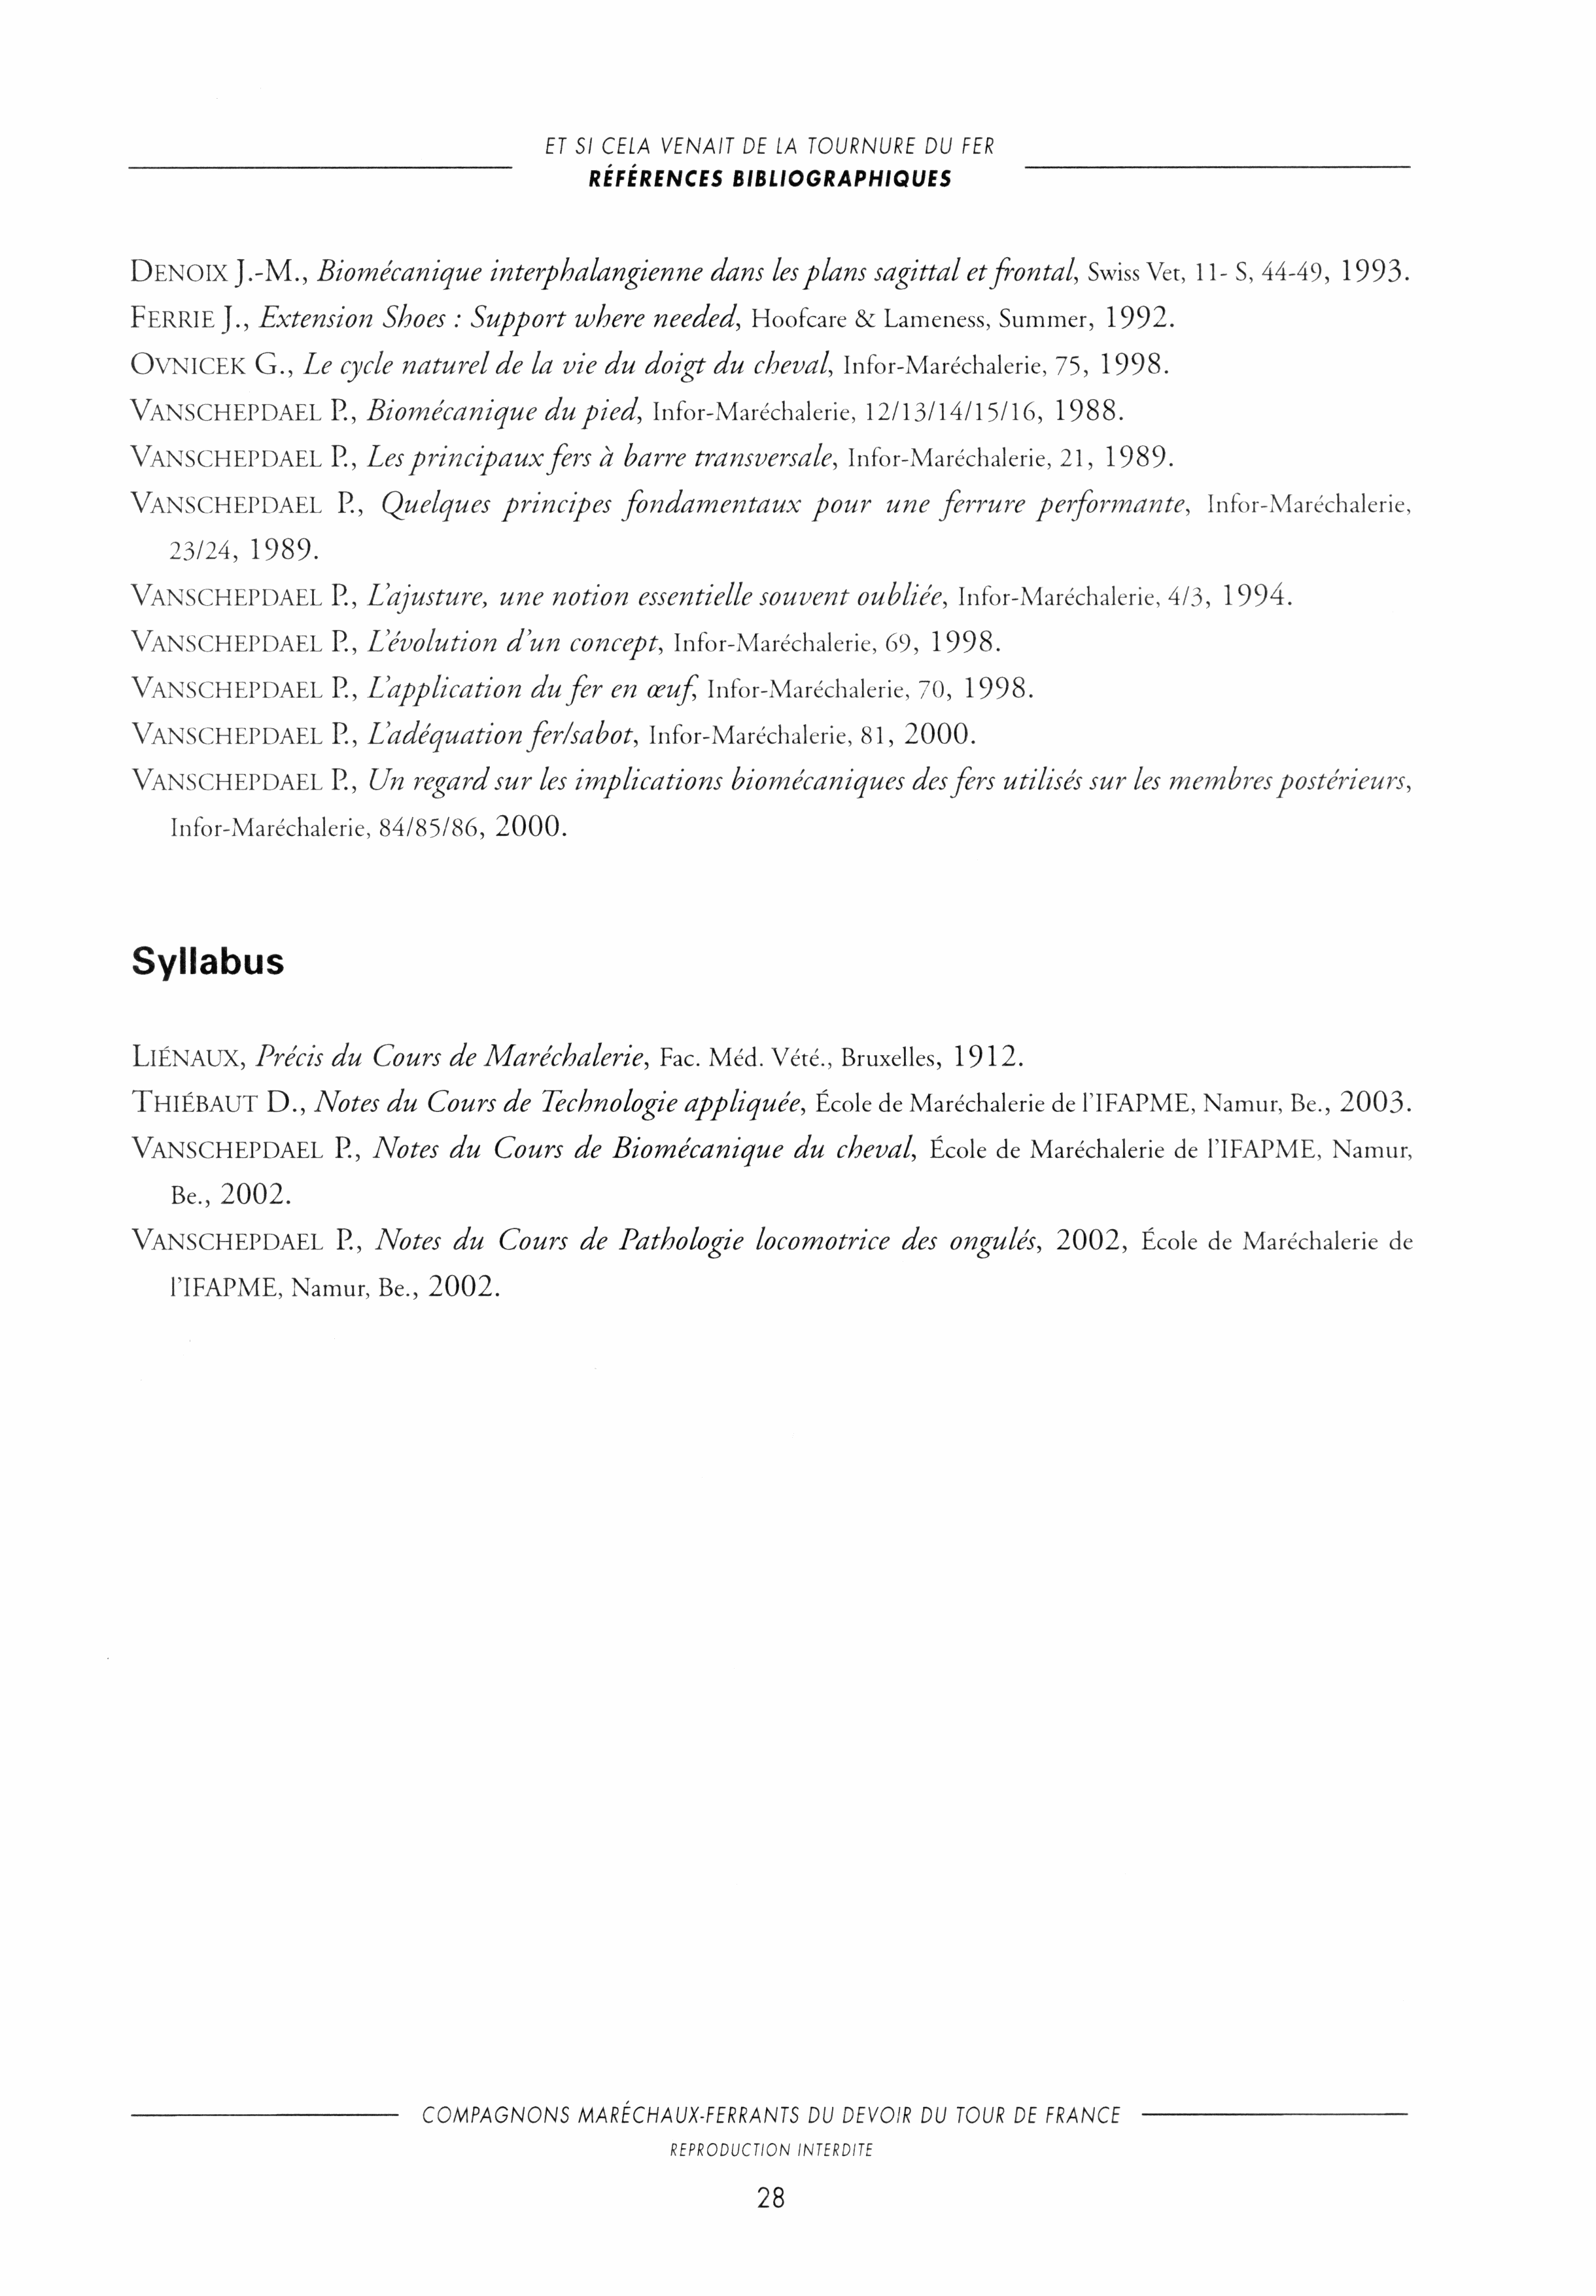 ET SI CELA VENAIT DE LA TOURNURE DU FER
RÉFÉRENCES BIBLIOGRAPHIQUES
DENOIX J.-M., Biomécanique interphalangienne dans les plans sagittal et frontal, Swiss Vet, 11- S, 44-49, 1993.
FERRIE J., Extension Shoes : Support where needed, Hoofcare & Lameness, Summer, 1992.
OVNICEK G., Le cycle naturel de la vie du doigt du cheval, Infor-Maréchalerie, 75, 1998.
VANSCHEPDAEL P., Biomécanique du pied, Infor-Maréchalerie, 12/13/14/15/16, 1988.
VANSCHEPDAEL P., Les principaux fers à barre transversale, Infor-Maréchalerie, 21, 1989.
VANSCHEPDAEL P., Quelques principes fondamentaux pour une ferrure performante, Infor-Maréchalerie,
23/24, 1989.
VANSCHEPDAEL P., L'ajusture, une notion essentielle souvent oubliée, Infor-Maréchalerie, 4/3, 1994.
VANSCHEPDAEL P., L'évolution d'un concept, Infor-Maréchalerie, 69, 1998.
VANSCHEPDAEL P., L'application du fer en œuf, Infor-Maréchalerie, 70, 1998.
VANSCHEPDAEL P., L'adéquation fer/sabot, Infor-Maréchalerie, 81, 2000.
VANSCHEPDAEL P., Un regard sur les implications biomécaniques des fers utilisés sur les membres postérieurs,
Infor-Maréchalerie, 84/85/86, 2000.
Syllabus
LIÉNAUX, Précis du Cours de Maréchalerie, Fac. Méd. Vété., Bruxelles, 1912.
THIÉBAUT D., Notes du Cours de Technologie appliquée, École de Maréchalerie de l'IFAPME, Namur, Be., 2003.
VANSCHEPDAEL P., Notes du Cours de Biomécanique du cheval, École de Maréchalerie de l'IFAPME, Namur,
Be., 2002.
VANSCHEPDAEL P., Notes du Cours de Pathologie locomotrice des ongulés, 2002, École de Maréchalerie de
l'IFAPME, Namur, Be., 2002.
COMPAGNONS MARÉCHAUX-FERRANTS DU DEVOIR DU TOUR DE FRANCE
REPRODUCTION INTERDITE
28